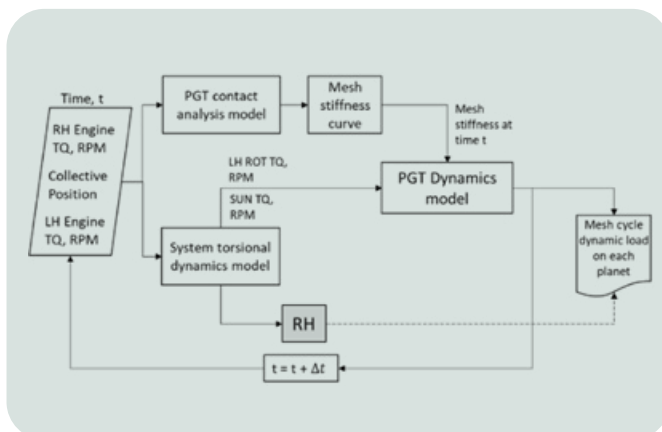 Time, t
RH Engine
TQ, RPM
Collective
Position
LH Engine
TQ, RPM
PGT contact
analysis model
Mesh
stiffness
curve
Mesh
stiffness at
time t
LH ROT TQ,
RPM
SUN TQ,
RPM
PGT Dynamics
model
System torsional
dynamics model
Mesh cycle
dynamic load
on each
planet
RH
t = t + Δt